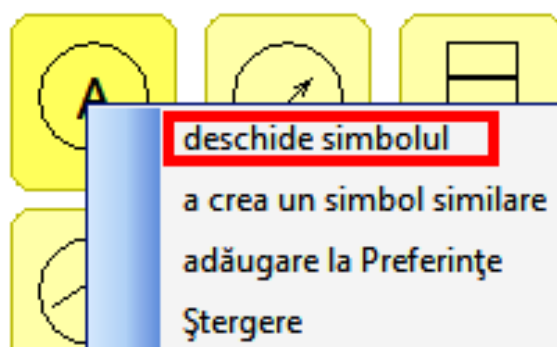 A
deschide simbolul
a crea un simbol similare
adăugare la Preferinţe
Ştergere